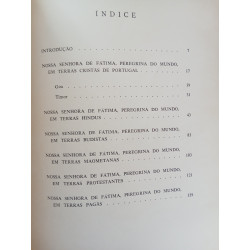 INDICE
INTRODUÇÃO
NOSSA SENHORA DE FATIMA, PEREGRINA DO MUNDO,
EM TERRAS CRISTÃS DE PORTUGAL
Goa
Timor
NOSSA SENHORA DE FATIMA, PEREGRINA DO MUNDO,
EM TERRAS HINDUS
NOSSA SENHORA DE FATIMA, PEREGRINA DO MUNDO,
EM TERRAS BUDISTAS
NOSSA SENHORA DE FATIMA, PEREGRINA DO MUNDO,
EM TERRAS MAOMETANAS
NOSSA SENHORA DE FATIMA, PEREGRINA DO MUNDO,
EM TERRAS PROTESTANTES
NOSSA SENHORA DE FATIMA, PEREGRINA DO MUNDO,
EM TERRAS PAGÃS